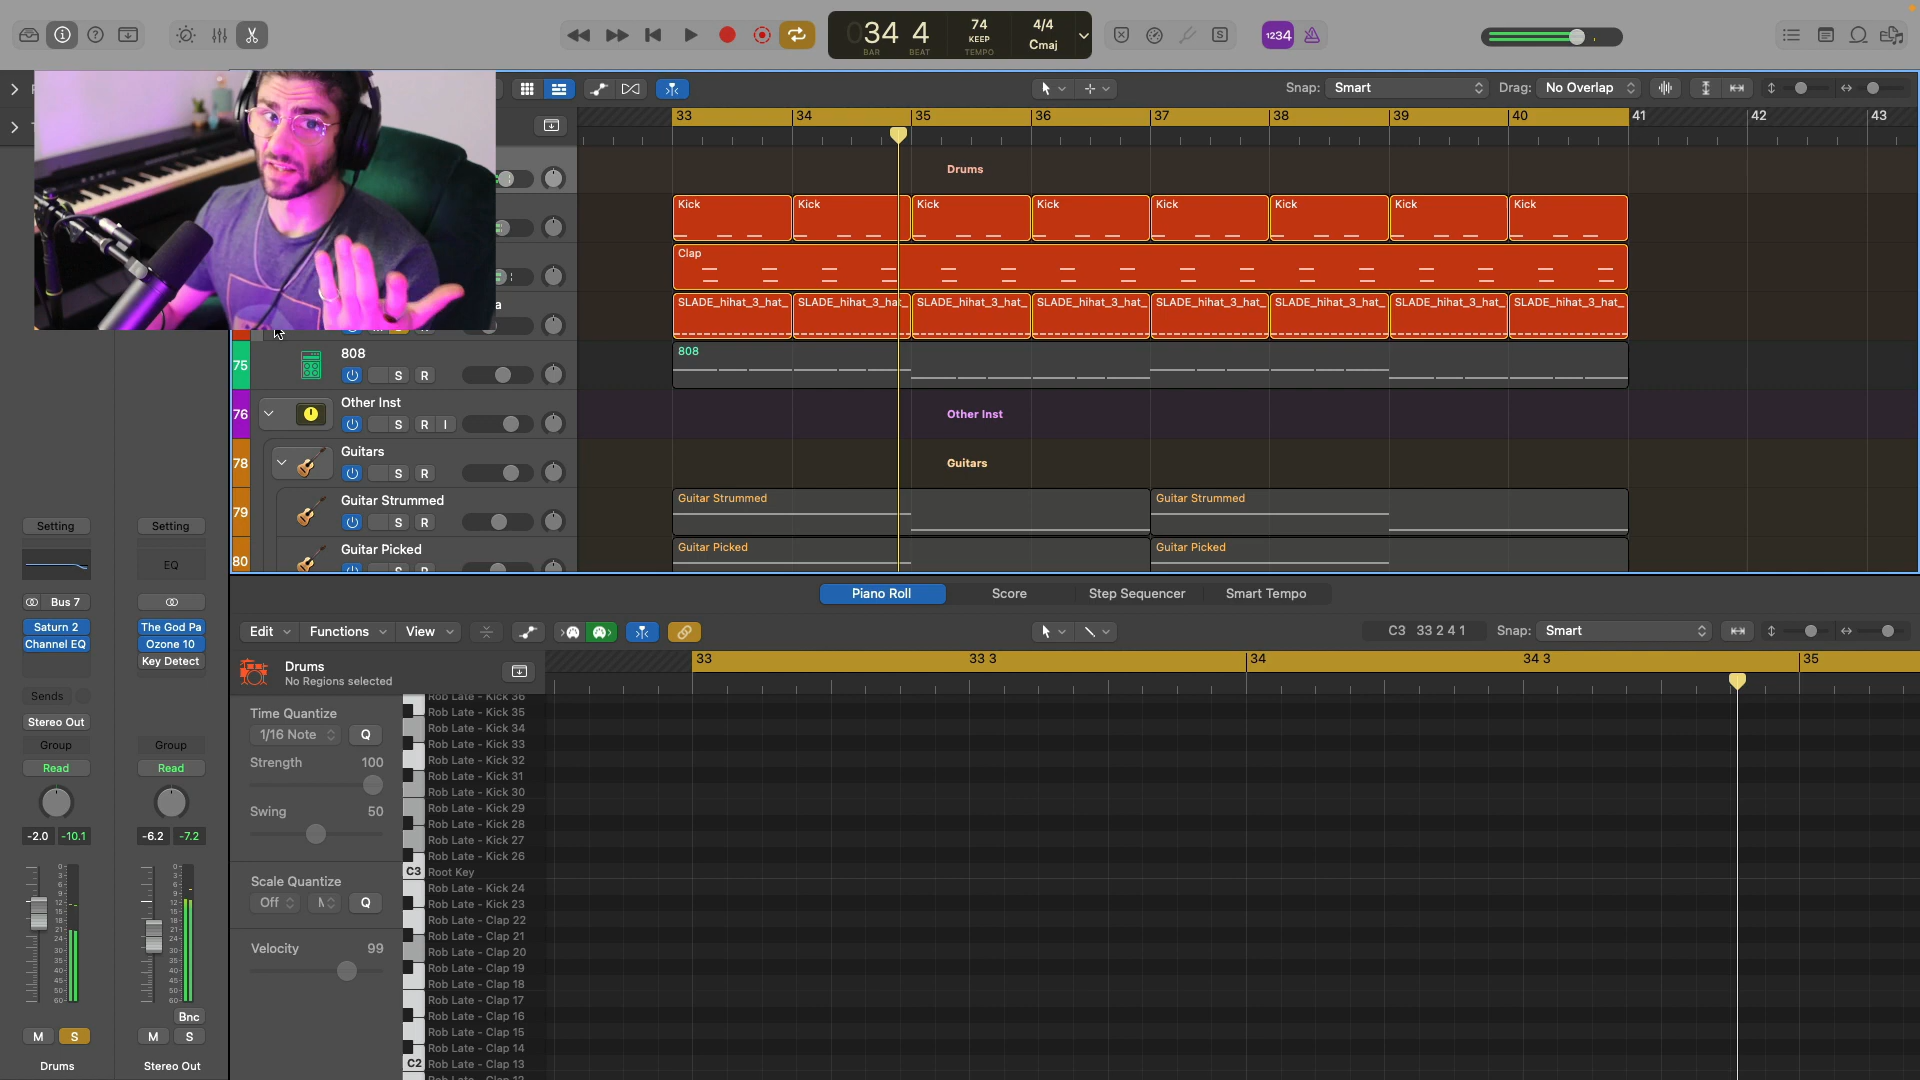 34 4
BAR
BEAT
74
KEEP
TEMPO
4/4
Cmaj
1234
Snap: Smart
Drag: No Overlap
33
34
35
36
37
38
39
40
41
42
43
Drums
Kick
Kick
Kick
Kick
Kick
Kick
Kick
Kick
Clap
SLADE_hihat_3_hat_
SLADE_hihat_3_hat_
SLADE_hihat_3_hat_
SLADE_hihat_3_hat_
SLADE_hihat_3_hat_
SLADE_hihat_3_hat_
SLADE_hihat_3_hat_
SLADE_hihat_3_hat_
75
808
S R
808
76
Other Inst
S R I
Other Inst
78
Guitars
S R
Guitars
79
Guitar Strummed
S R
Guitar Strummed
Guitar Strummed
80
Guitar Picked
Guitar Picked
Guitar Picked
Setting
Setting
EQ
Bus 7
Saturn 2
Channel EQ
The God Pa
Ozone 10
Key Detect
Sends
Stereo Out
Group
Group
Read
Read
-2.0 -10.1
-6.2 -7.2
Bnc
M S
M S
Drums
Stereo Out
Piano Roll
Score
Step Sequencer
Smart Tempo
Edit
Functions
View
C3 33 2 4 1
Snap: Smart
Drums
No Regions selected
33
33 3
34
34 3
35
Time Quantize
1/16 Note
Q
Strength 100
Swing 50
Scale Quantize
Off
Q
Velocity 99
Rob Late - Kick 36
Rob Late - Kick 35
Rob Late - Kick 34
Rob Late - Kick 33
Rob Late - Kick 32
Rob Late - Kick 31
Rob Late - Kick 30
Rob Late - Kick 29
Rob Late - Kick 28
Rob Late - Kick 27
Rob Late - Kick 26
C3 Root Key
Rob Late - Kick 24
Rob Late - Kick 23
Rob Late - Clap 22
Rob Late - Clap 21
Rob Late - Clap 20
Rob Late - Clap 19
Rob Late - Clap 18
Rob Late - Clap 17
Rob Late - Clap 16
Rob Late - Clap 15
Rob Late - Clap 14
C2 Rob Late - Clap 13